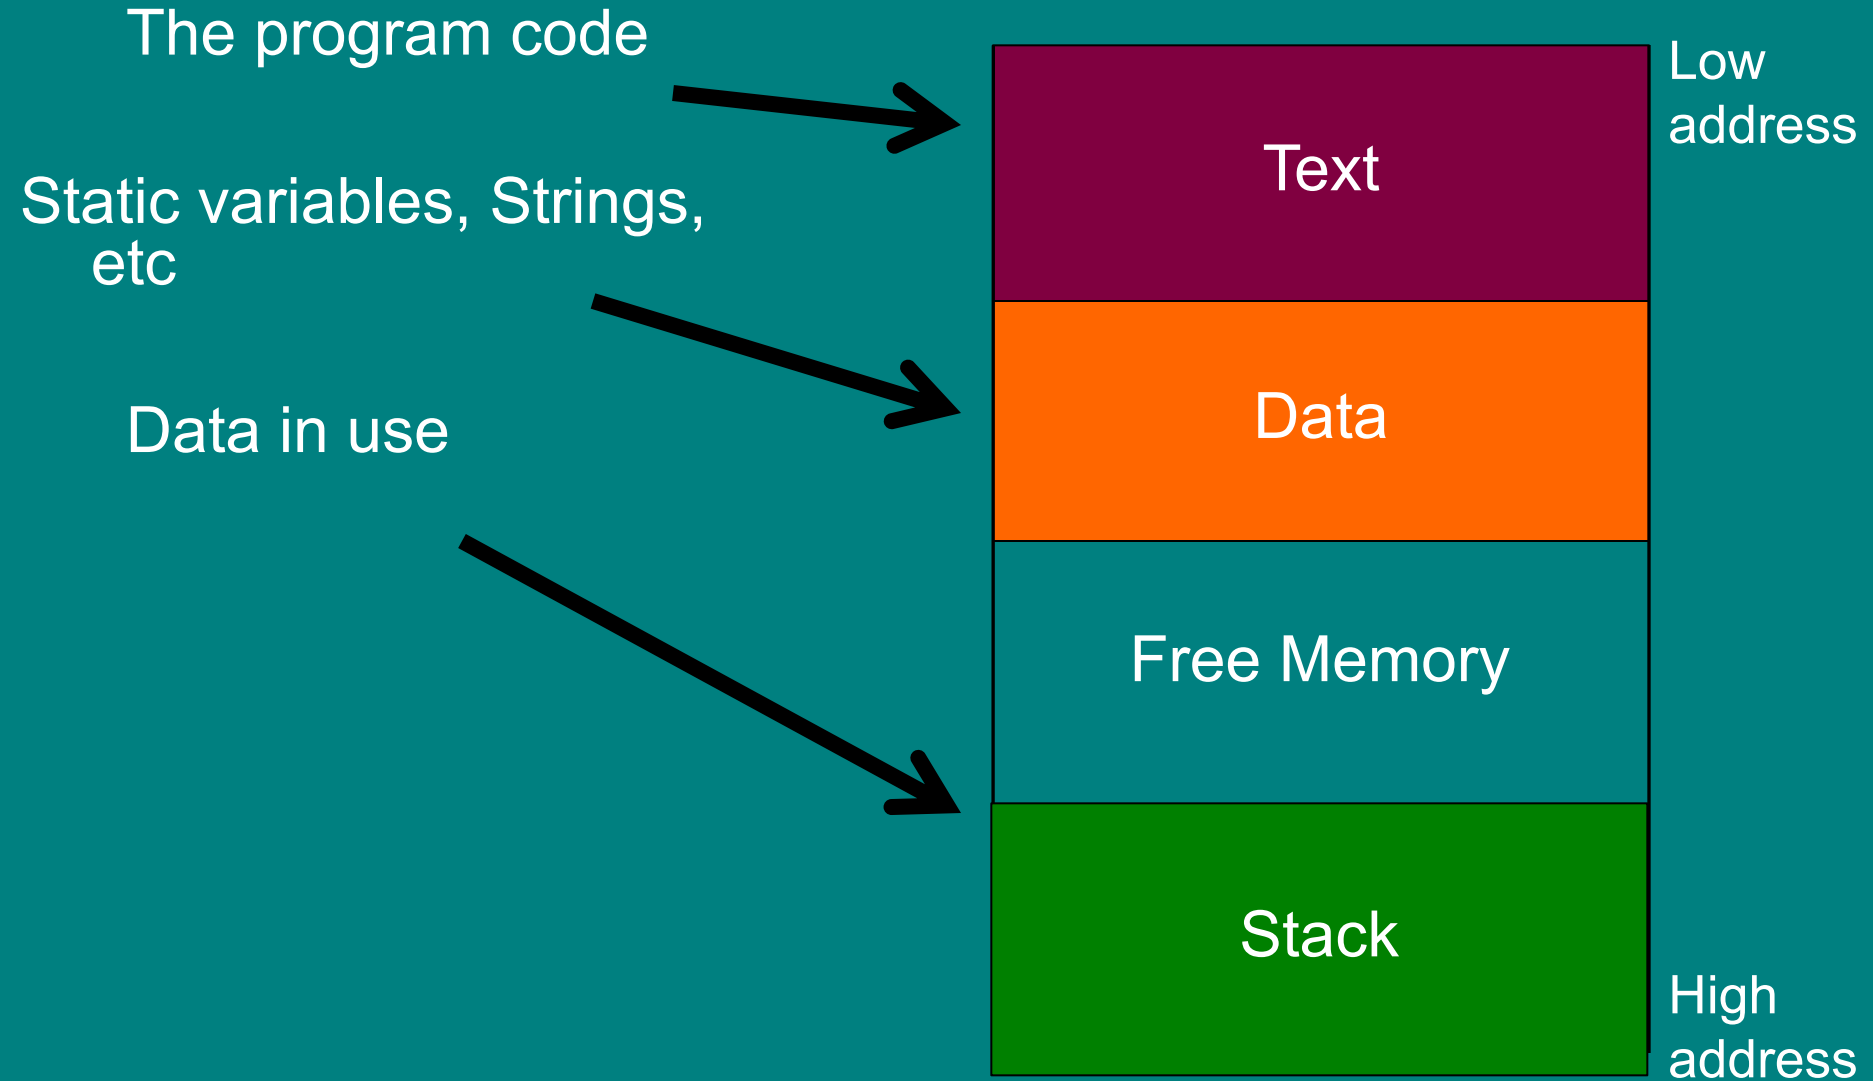 The program code
Static variables, Strings,
etc
Data in use
Text
Data
Free Memory
Stack
Low
address
High
address